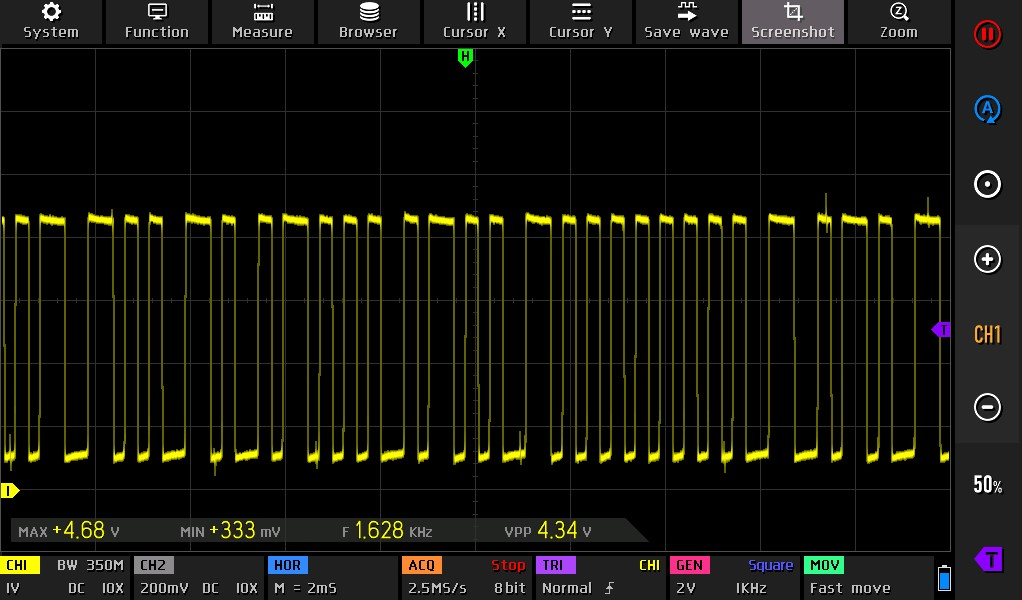 System Function Measure Browser Cursor X Cursor Y Save wave Screenshot Zoom
H
A
T
CH1
50%
1
MAX +4.68 V MIN +333 mV F 1.628 KHz VPP 4.34 V
T
CH1 BW 350M CH2 HOR ACQ Stop TRI CH1 GEN Square MOV
1V DC 10X 200mV DC 10X M = 2mS 2.5MS/s 8bit Normal 2V 1KHz Fast move